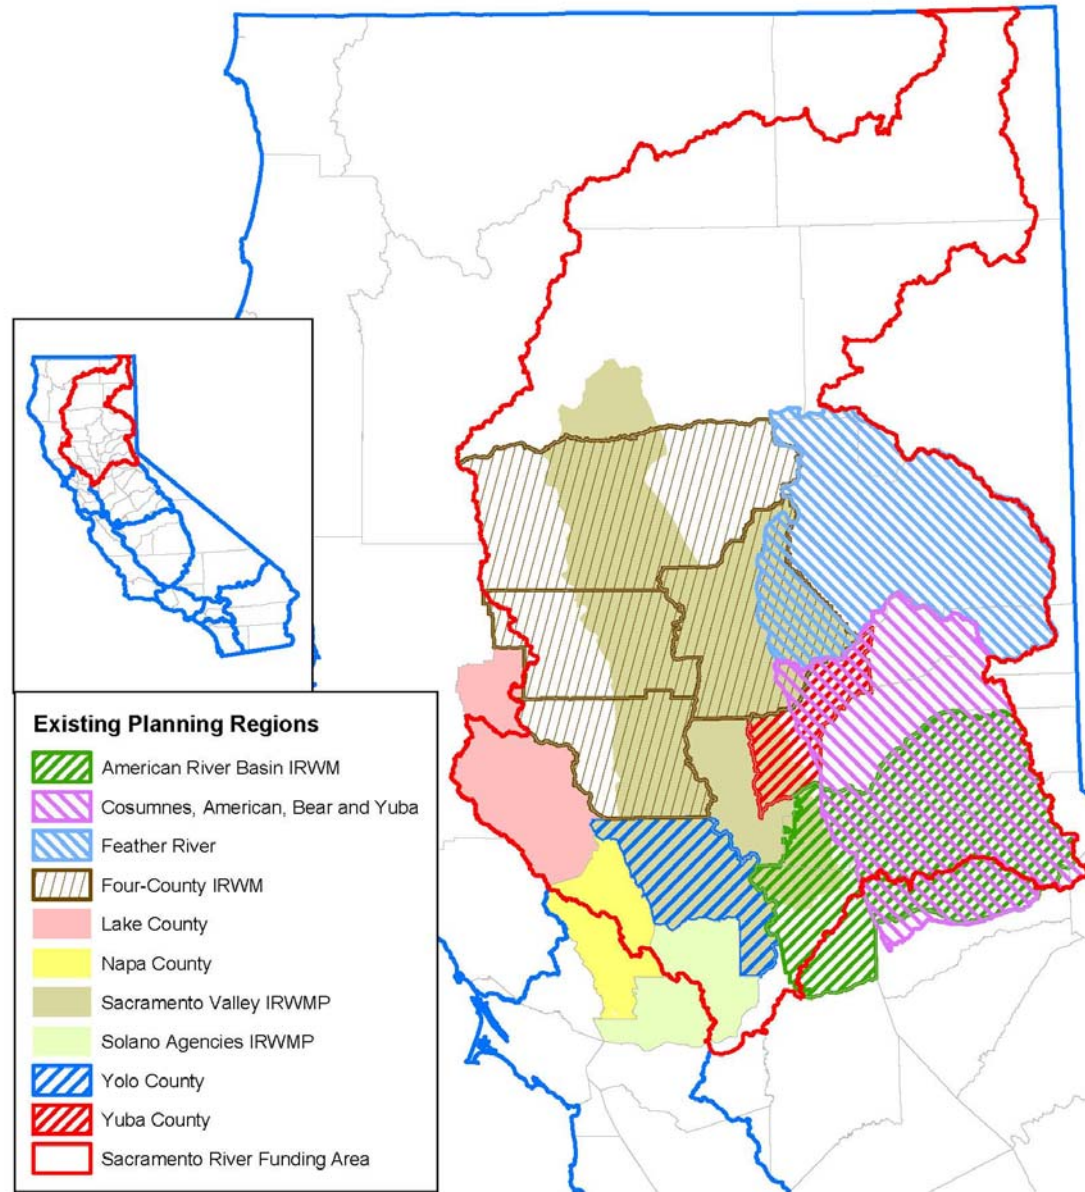 Existing Planning Regions
American River Basin IRWM
Cosumnes, American, Bear and Yuba
Feather River
Four-County IRWM
Lake County
Napa County
Sacramento Valley IRWMP
Solano Agencies IRWMP
Yolo County
Yuba County
Sacramento River Funding Area